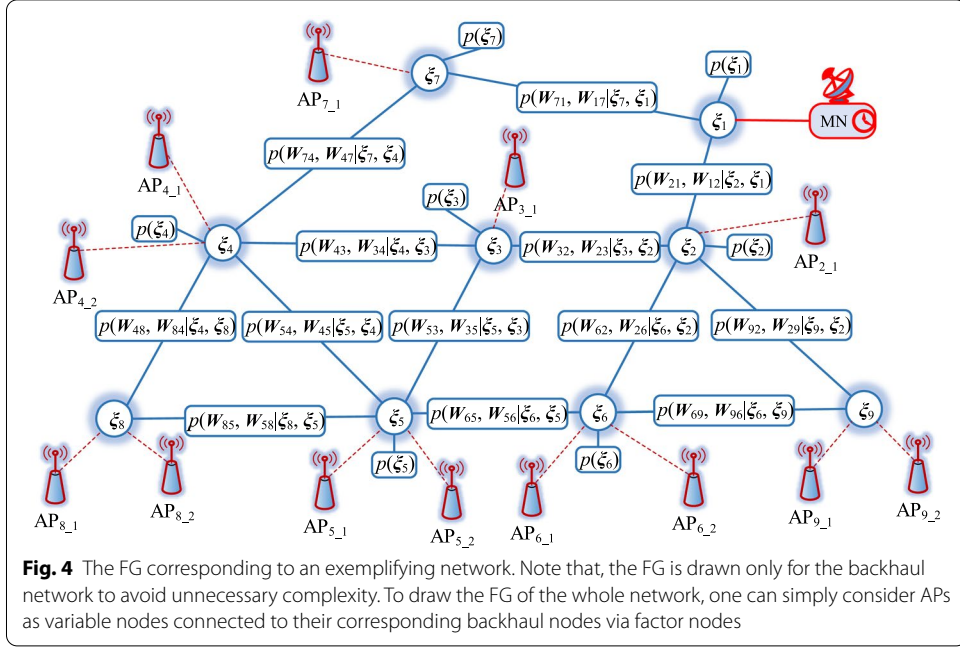 p(ξ7)
AP7_1
ξ7
p(ξ1)
p(W71, W17|ξ7, ξ1)
ξ1
MN
p(W74, W47|ξ7, ξ4)
AP4_1
p(W21, W12|ξ2, ξ1)
p(ξ3)
AP3_1
p(ξ4)
ξ4
p(W43, W34|ξ4, ξ3)
ξ3
p(W32, W23|ξ3, ξ2)
ξ2
p(ξ2)
AP2_1
AP4_2
p(W48, W84|ξ4, ξ8)
p(W54, W45|ξ5, ξ4)
p(W53, W35|ξ5, ξ3)
p(W62, W26|ξ6, ξ2)
p(W92, W29|ξ9, ξ2)
ξ8
p(W85, W58|ξ8, ξ5)
ξ5
p(W65, W56|ξ6, ξ5)
ξ6
p(W69, W96|ξ6, ξ9)
ξ9
p(ξ5)
p(ξ6)
AP8_1
AP8_2
AP5_1
AP5_2
AP6_1
AP6_2
AP9_1
AP9_2
Fig. 4 The FG corresponding to an exemplifying network. Note that, the FG is drawn only for the backhaul
network to avoid unnecessary complexity. To draw the FG of the whole network, one can simply consider APs
as variable nodes connected to their corresponding backhaul nodes via factor nodes